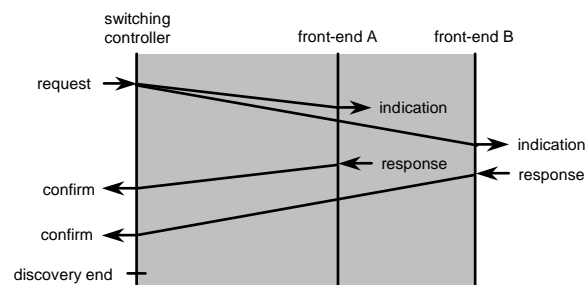 switching
controller
front-end A
front-end B
request
indication
indication
response
response
confirm
confirm
discovery end